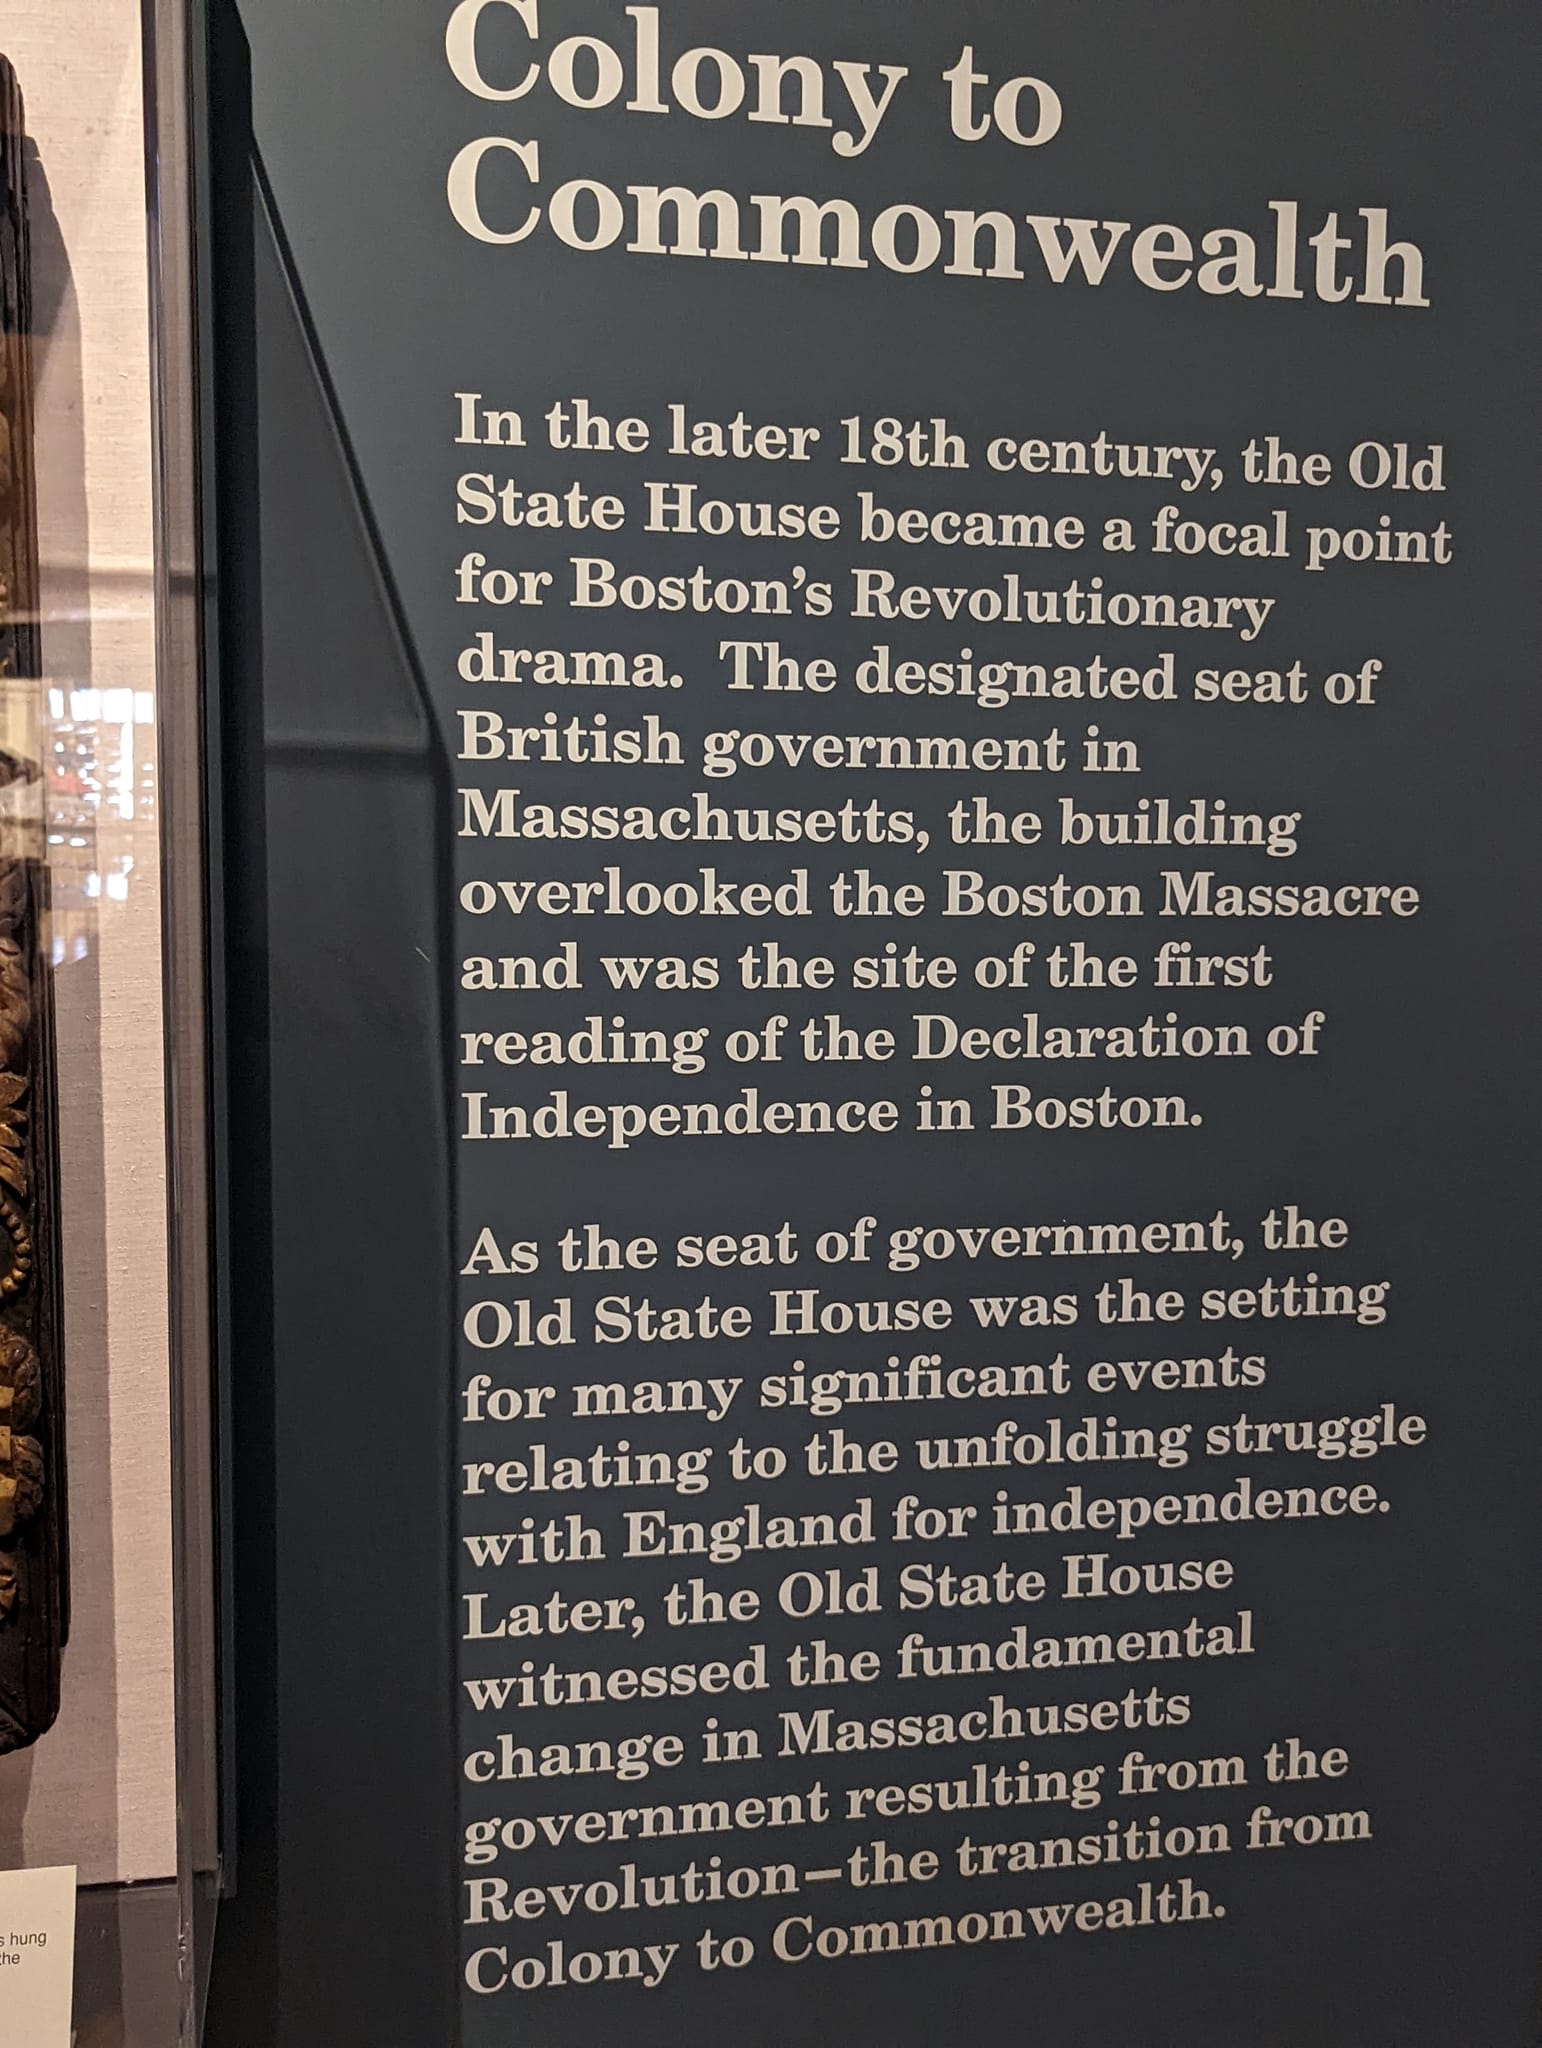 Colony to
Commonwealth
In the later 18th century, the Old
State House became a focal point
for Boston’s Revolutionary
drama.  The designated seat of
British government in
Massachusetts, the building
overlooked the Boston Massacre
and was the site of the first
reading of the Declaration of
Independence in Boston.
As the seat of government, the
Old State House was the setting
for many significant events
relating to the unfolding struggle
with England for independence.
Later, the Old State House
witnessed the fundamental
change in Massachusetts
government resulting from the
Revolution—the transition from
Colony to Commonwealth.
hung